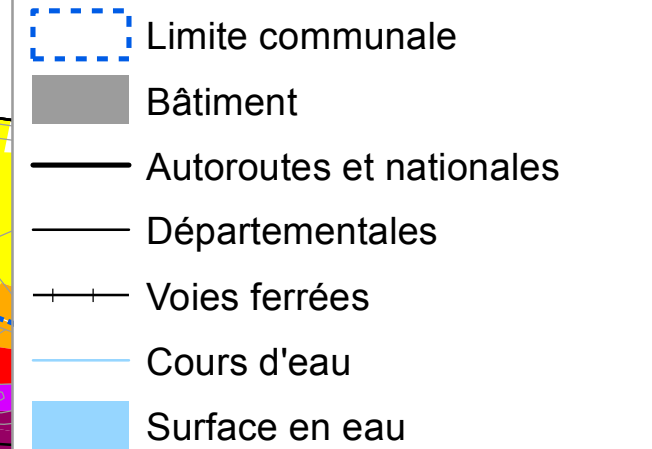 Limite communale
Bâtiment
Autoroutes et nationales
Départementales
Voies ferrées
Cours d'eau
Surface en eau